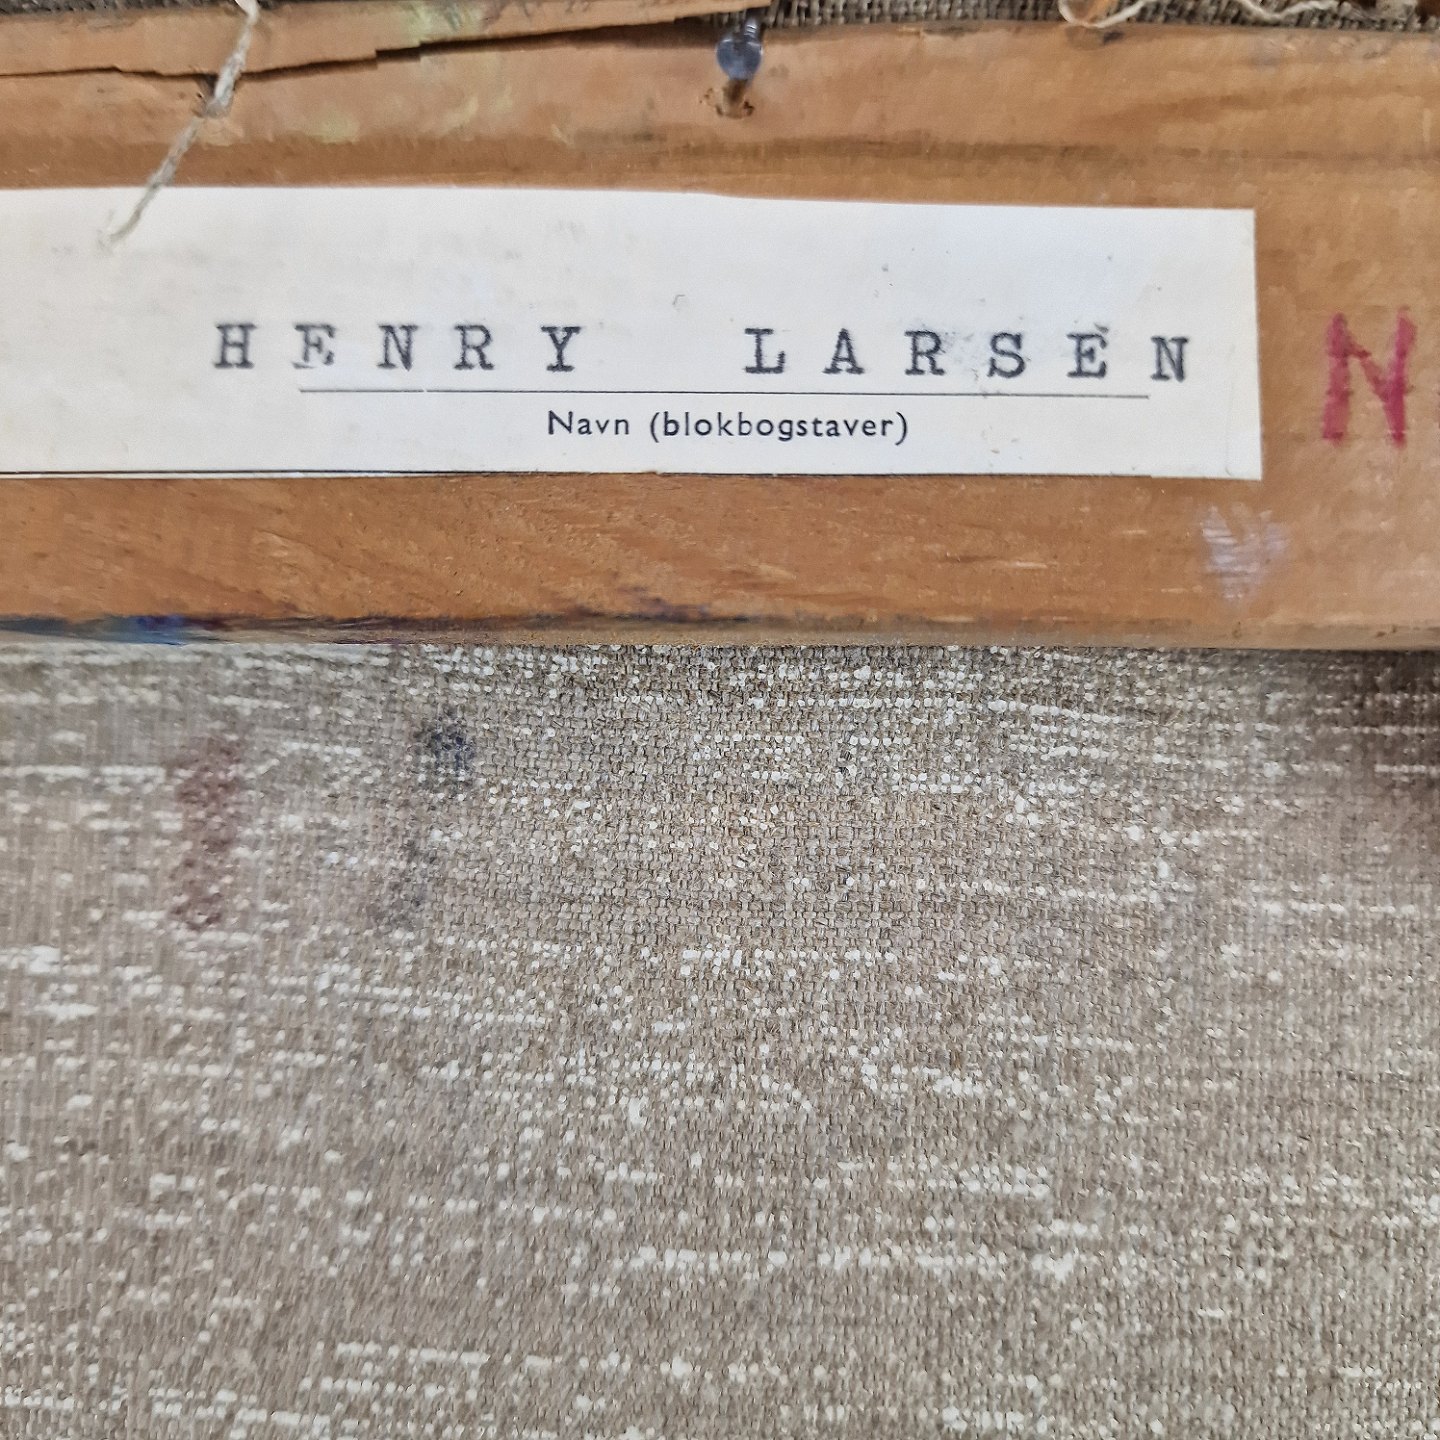 HENRY LARSEN
Navn (blokbogstaver)
N